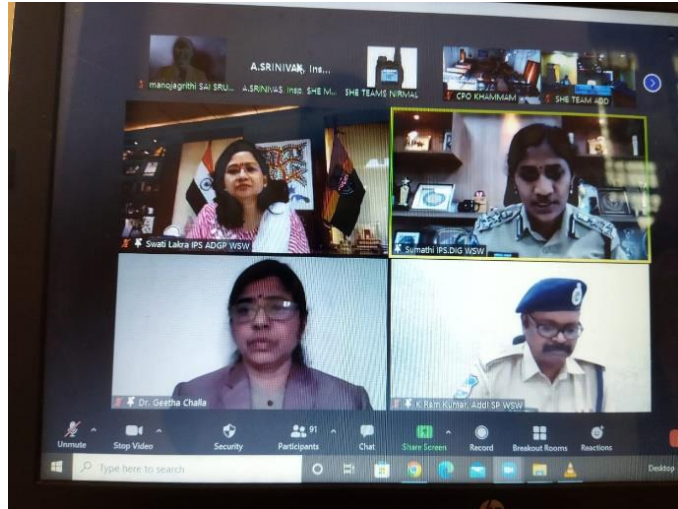 A.SRINIVAS, Ins...
manojagrithi SAI SRU...
A.SRINIVAS, Insp. SHE M...
SHE TEAMS NIRMAL
CPO KHAMMAM
SHE TEAM ADD
Swati Lakra IPS ADGP WSW
Sumathi IPS.DIG WSW
Dr. Geetha Challa
K Ram Kumar, Addl SP WSW
Unmute
Stop Video
Security
91
Participants
Chat
Share Screen
Record
Breakout Rooms
Reactions
Type here to search
Desktop